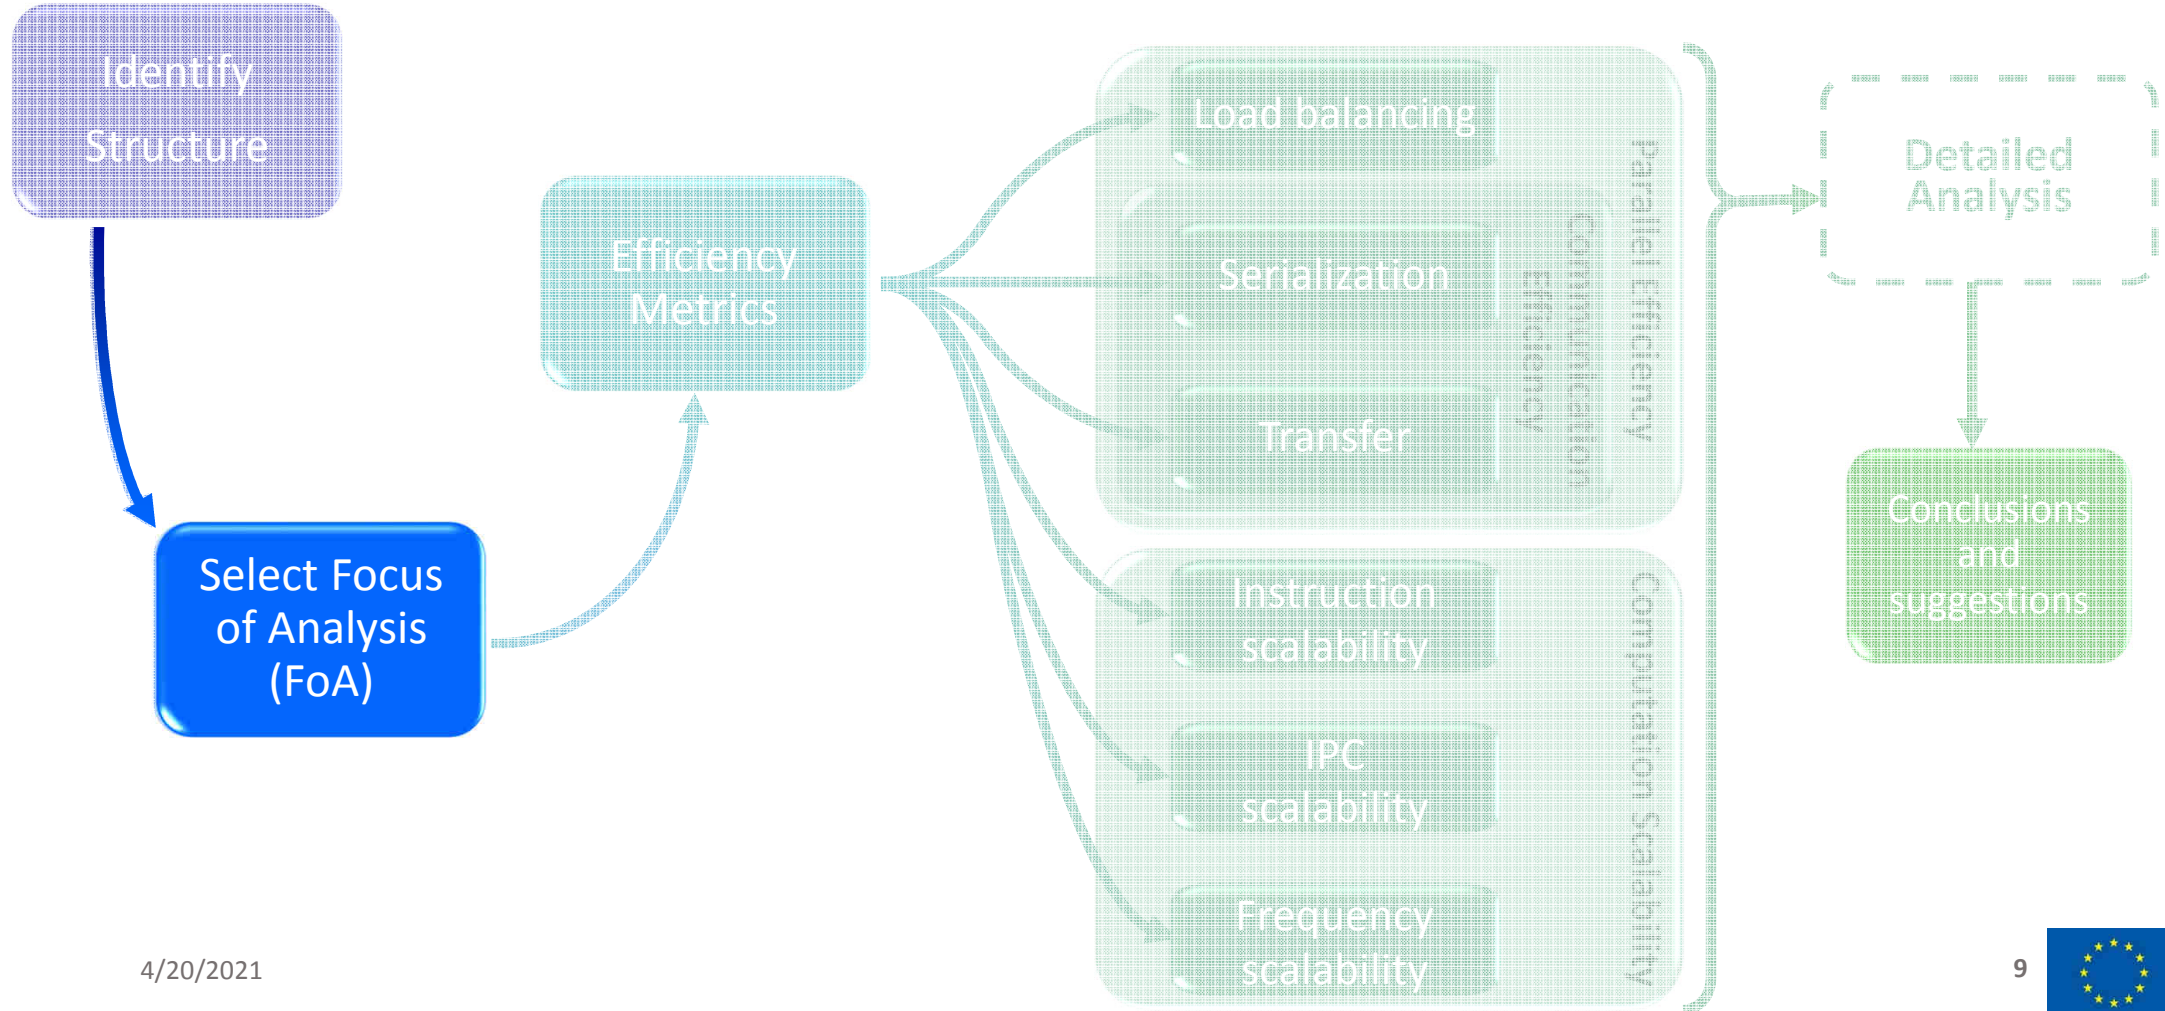 Identify
Structure
Select Focus
of Analysis
(FoA)
Efficiency
Metrics
Load balancing
Serialization
Transfer
Communication
Efficiency
Parallel Efficiency
Instruction
scalability
IPC
scalability
Frequency
scalability
Computation Scalability
Detailed
Analysis
Conclusions
and
suggestions
4/20/2021
9